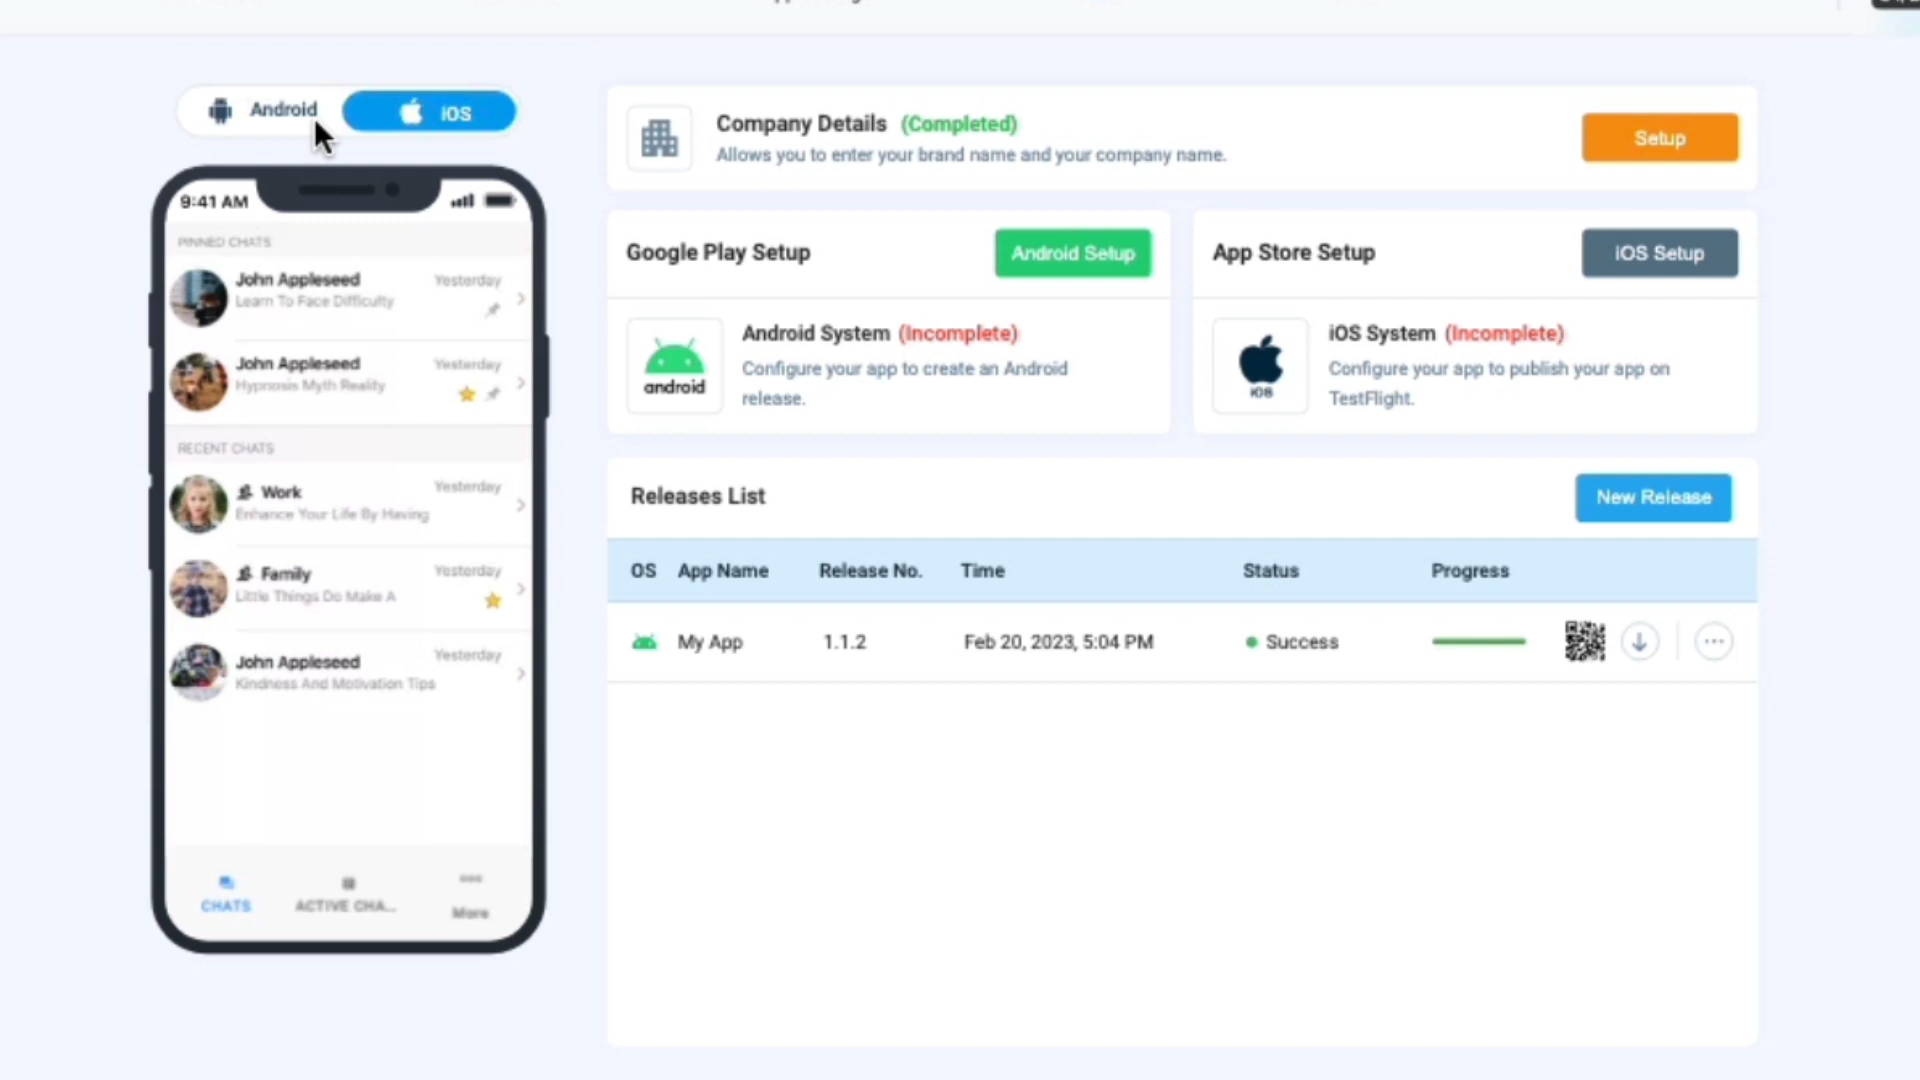 Android
iOS
Company Details (Completed)
Allows you to enter your brand name and your company name.
Setup
9:41 AM
PINNED CHATS
John Appleseed
Yesterday
Learn To Face Difficulty
John Appleseed
Yesterday
Hypnosis Myth Reality
RECENT CHATS
Work
Yesterday
Enhance Your Life By Having
Family
Yesterday
Little Things Do Make A
John Appleseed
Yesterday
Kindness And Motivation Tips
CHATS
ACTIVE CHA...
More
Google Play Setup
Android Setup
android
Android System (Incomplete)
Configure your app to create an Android
release.
App Store Setup
iOS Setup
iOS
iOS System (Incomplete)
Configure your app to publish your app on
TestFlight.
Releases List
New Release
OS App Name Release No. Time Status Progress
My App 1.1.2 Feb 20, 2023, 5:04 PM Success